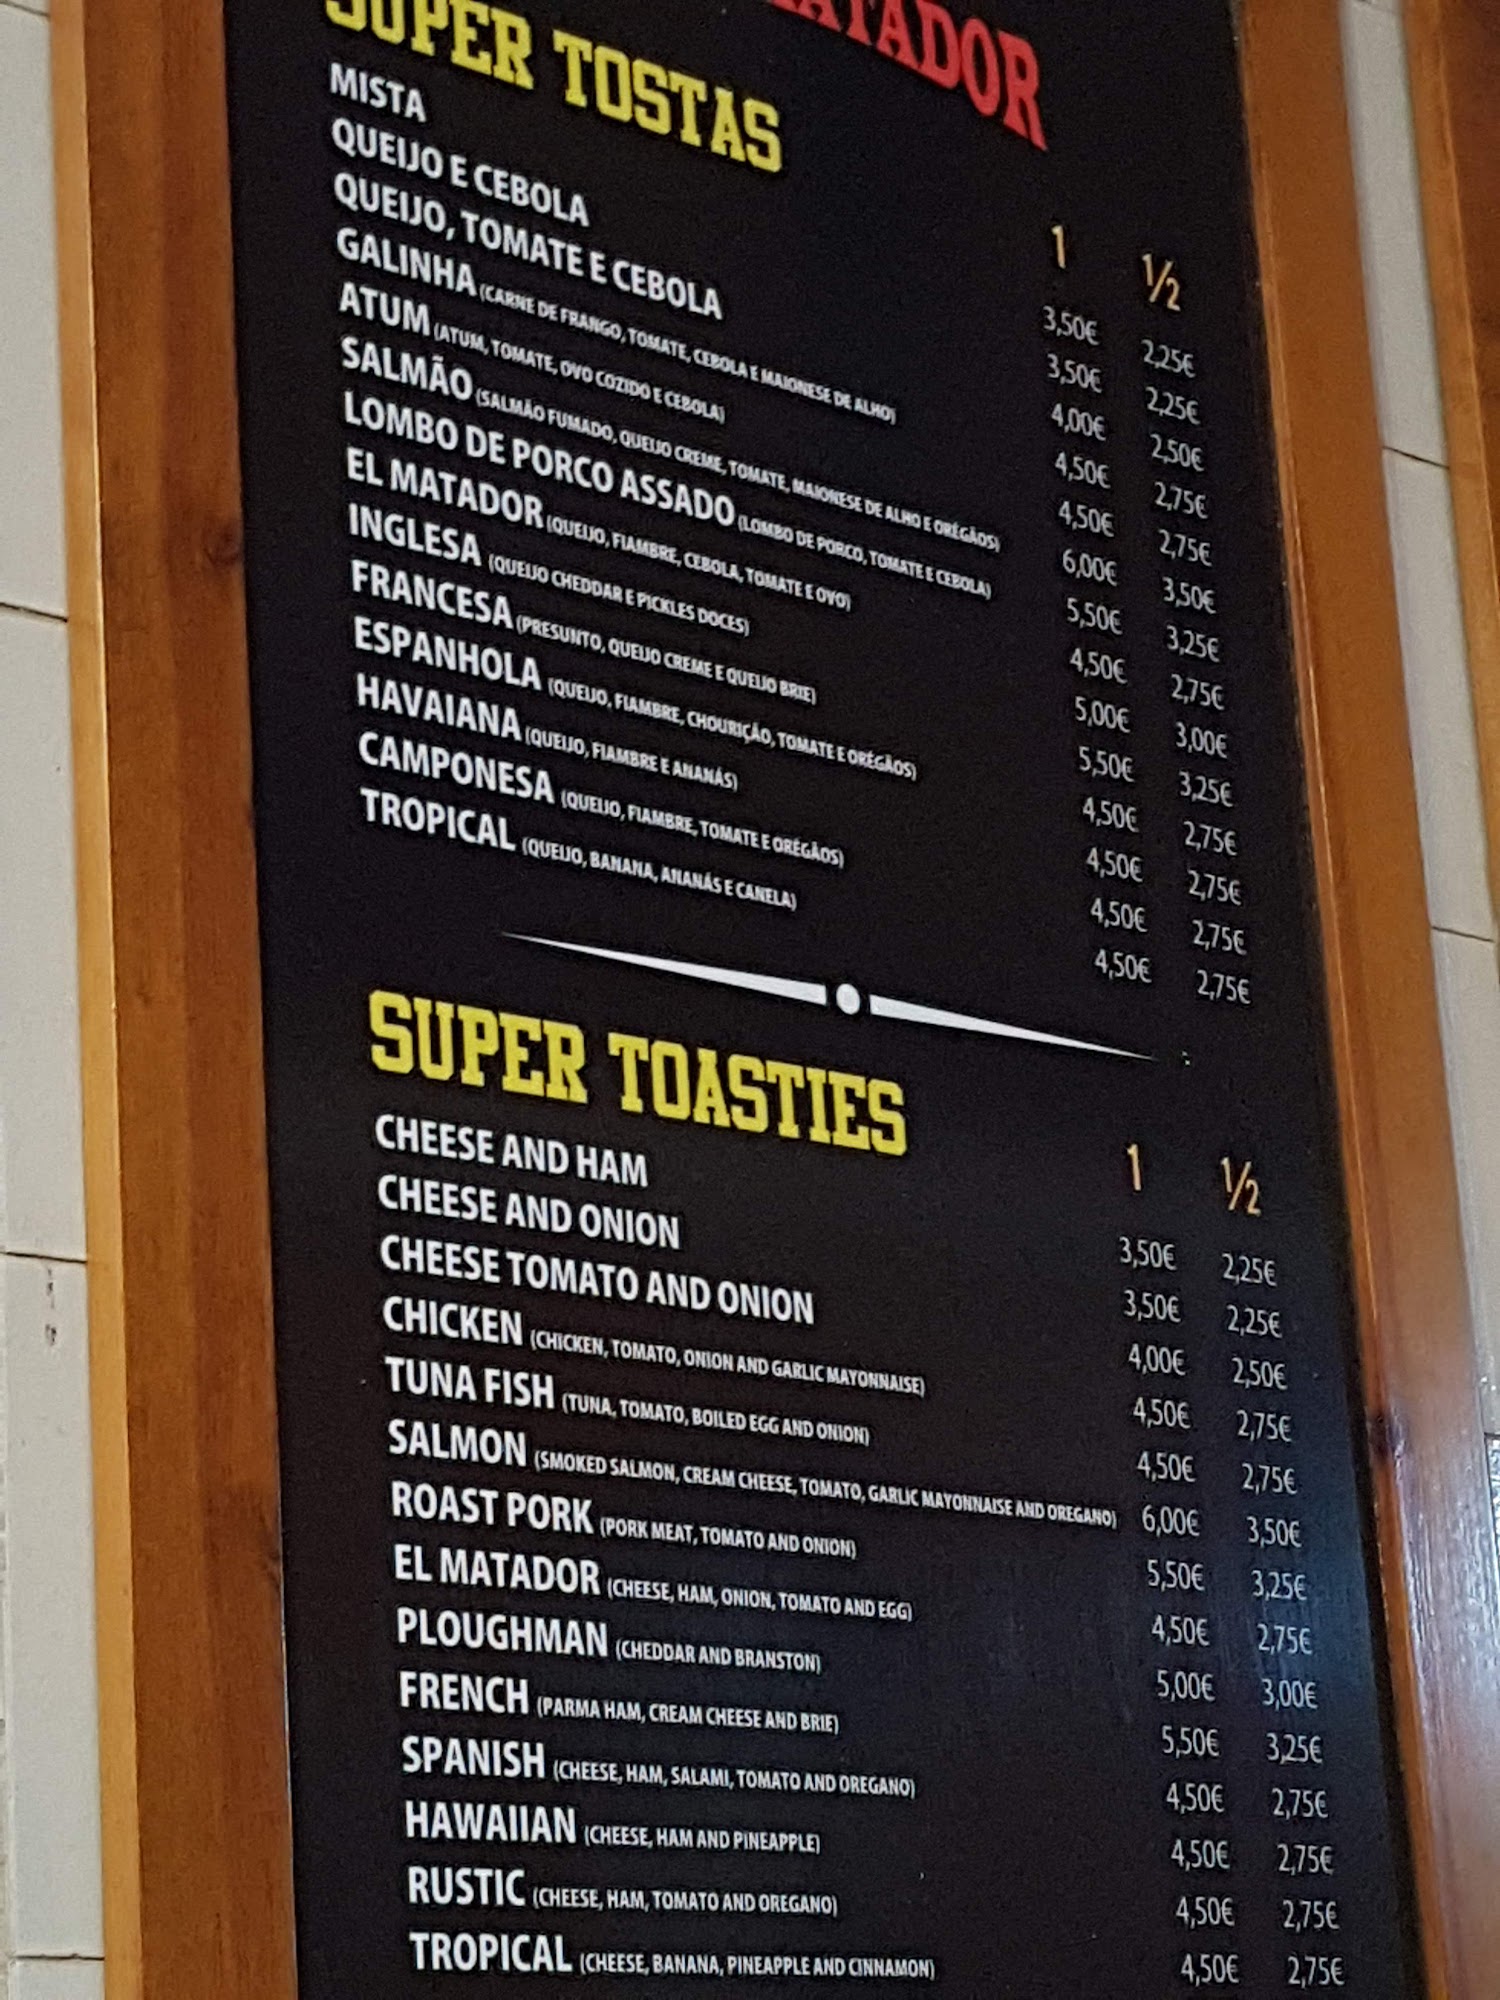 MATADOR
SUPER TOSTAS
1 ½
MISTA 3,50€ 2,25€
QUEIJO E CEBOLA 3,50€ 2,25€
QUEIJO, TOMATE E CEBOLA 4,00€ 2,50€
GALINHA (CARNE DE FRANGO, TOMATE, CEBOLA E MAIONESE DE ALHO) 4,50€ 2,75€
ATUM (ATUM, TOMATE, OVO COZIDO E CEBOLA) 4,50€ 2,75€
SALMÃO (SALMÃO FUMADO, QUEIJO CREME, TOMATE, MAIONESE DE ALHO E ORÉGÃOS) 6,00€ 3,50€
LOMBO DE PORCO ASSADO (LOMBO DE PORCO, TOMATE E CEBOLA) 5,50€ 3,25€
EL MATADOR (QUEIJO, FIAMBRE, CEBOLA, TOMATE E OVO) 4,50€ 2,75€
INGLESA (QUEIJO CHEDDAR E PICKLES DOCES) 5,00€ 3,00€
FRANCESA (PRESUNTO, QUEIJO CREME E QUEIJO BRIE) 5,50€ 3,25€
ESPANHOLA (QUEIJO, FIAMBRE, CHOURIÇÃO, TOMATE E ORÉGÃOS) 4,50€ 2,75€
HAVAIANA (QUEIJO, FIAMBRE E ANANÁS) 4,50€ 2,75€
CAMPONESA (QUEIJO, FIAMBRE, TOMATE E ORÉGÃOS) 4,50€ 2,75€
TROPICAL (QUEIJO, BANANA, ANANÁS E CANELA) 4,50€ 2,75€
SUPER TOASTIES
1 ½
CHEESE AND HAM 3,50€ 2,25€
CHEESE AND ONION 3,50€ 2,25€
CHEESE TOMATO AND ONION 4,00€ 2,50€
CHICKEN (CHICKEN, TOMATO, ONION AND GARLIC MAYONNAISE) 4,50€ 2,75€
TUNA FISH (TUNA, TOMATO, BOILED EGG AND ONION) 4,50€ 2,75€
SALMON (SMOKED SALMON, CREAM CHEESE, TOMATO, GARLIC MAYONNAISE AND OREGANO) 6,00€ 3,50€
ROAST PORK (PORK MEAT, TOMATO AND ONION) 5,50€ 3,25€
EL MATADOR (CHEESE, HAM, ONION, TOMATO AND EGG) 4,50€ 2,75€
PLOUGHMAN (CHEDDAR AND BRANSTON) 5,00€ 3,00€
FRENCH (PARMA HAM, CREAM CHEESE AND BRIE) 5,50€ 3,25€
SPANISH (CHEESE, HAM, SALAMI, TOMATO AND OREGANO) 4,50€ 2,75€
HAWAIIAN (CHEESE, HAM AND PINEAPPLE) 4,50€ 2,75€
RUSTIC (CHEESE, HAM, TOMATO AND OREGANO) 4,50€ 2,75€
TROPICAL (CHEESE, BANANA, PINEAPPLE AND CINNAMON) 4,50€ 2,75€